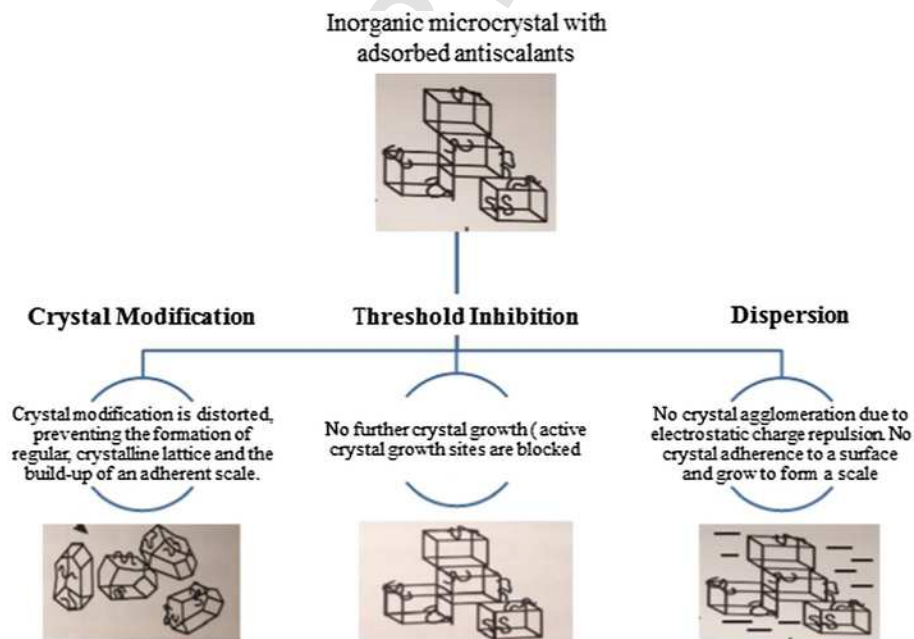 Inorganic microcrystal with
adsorbed antiscalants
Crystal Modification
Threshold Inhibition
Dispersion
Crystal modification is distorted,
preventing the formation of
regular, crystalline lattice and the
build-up of an adherent scale.
No further crystal growth ( active
crystal growth sites are blocked
No crystal agglomeration due to
electrostatic charge repulsion. No
crystal adherence to a surface
and grow to form a scale